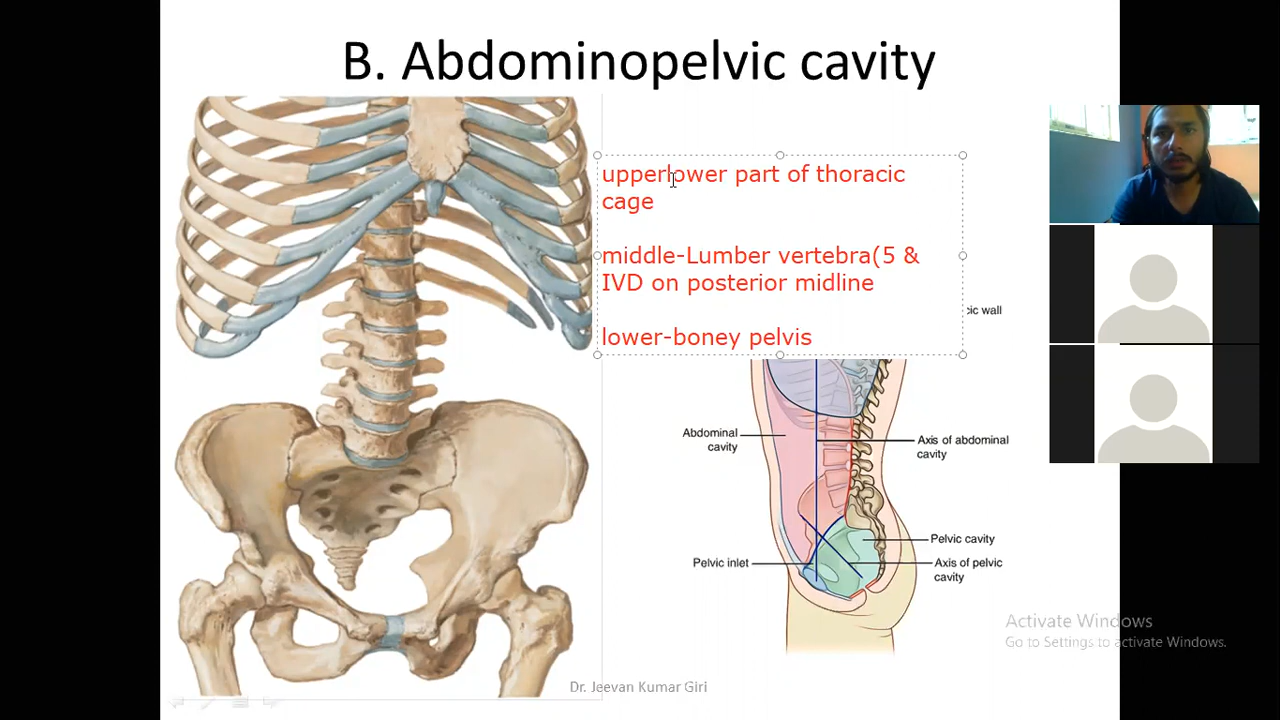 B. Abdominopelvic cavity
upperlower part of thoracic
cage
middle-Lumber vertebra(5 &
IVD on posterior midline
lower-boney pelvis
cic wall
Abdominal
cavity
Axis of abdominal
cavity
Pelvic cavity
Pelvic inlet
Axis of pelvic
cavity
Activate Windows
Go to Settings to activate Windows.
Dr. Jeevan Kumar Giri